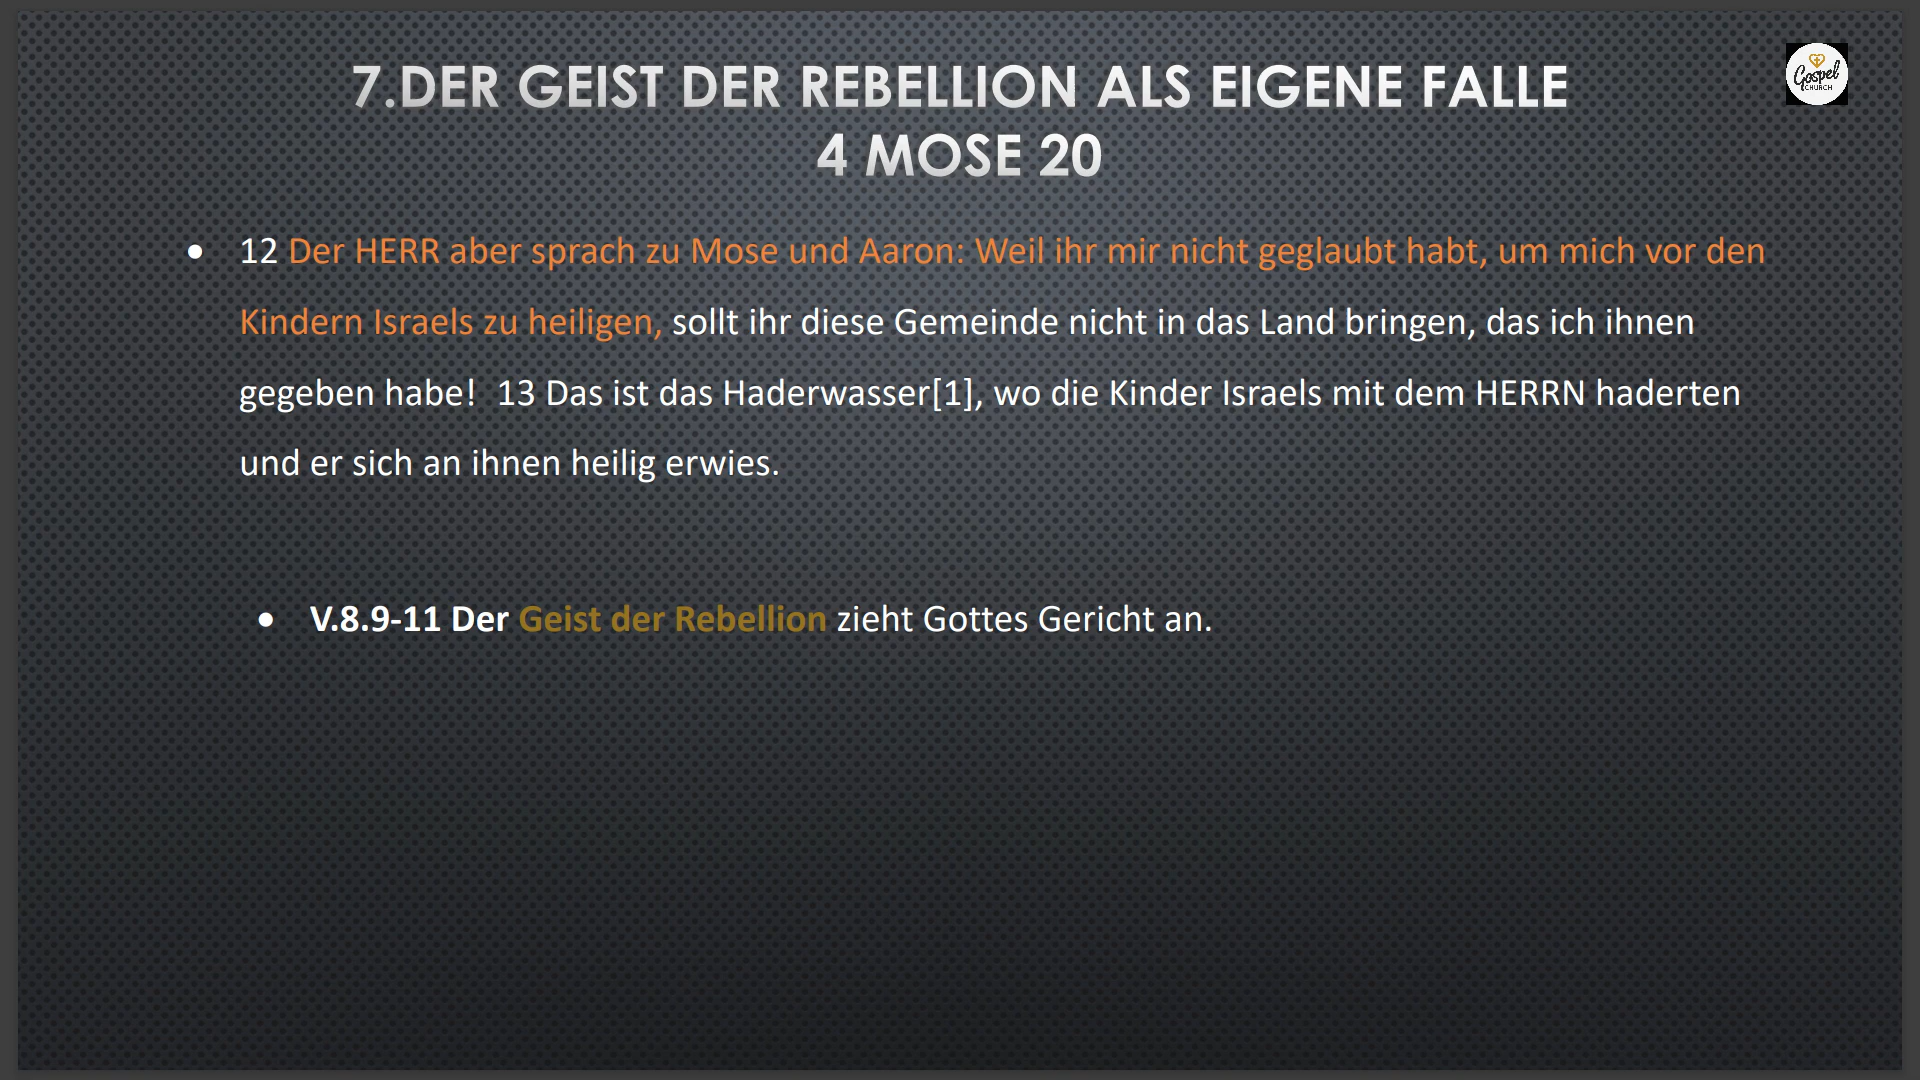 7.DER GEIST DER REBELLION ALS EIGENE FALLE
4 MOSE 20
Gospel
CHURCH
• 12 Der HERR aber sprach zu Mose und Aaron: Weil ihr mir nicht geglaubt habt, um mich vor den
Kindern Israels zu heiligen, sollt ihr diese Gemeinde nicht in das Land bringen, das ich ihnen
gegeben habe!  13 Das ist das Haderwasser[1], wo die Kinder Israels mit dem HERRN haderten
und er sich an ihnen heilig erwies.
• V.8.9-11 Der Geist der Rebellion zieht Gottes Gericht an.